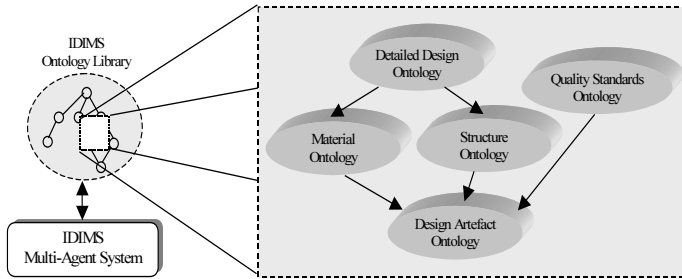 IDIMS
Ontology Library
IDIMS
Multi-Agent System
Detailed Design
Ontology
Quality Standards
Ontology
Material
Ontology
Structure
Ontology
Design Artefact
Ontology